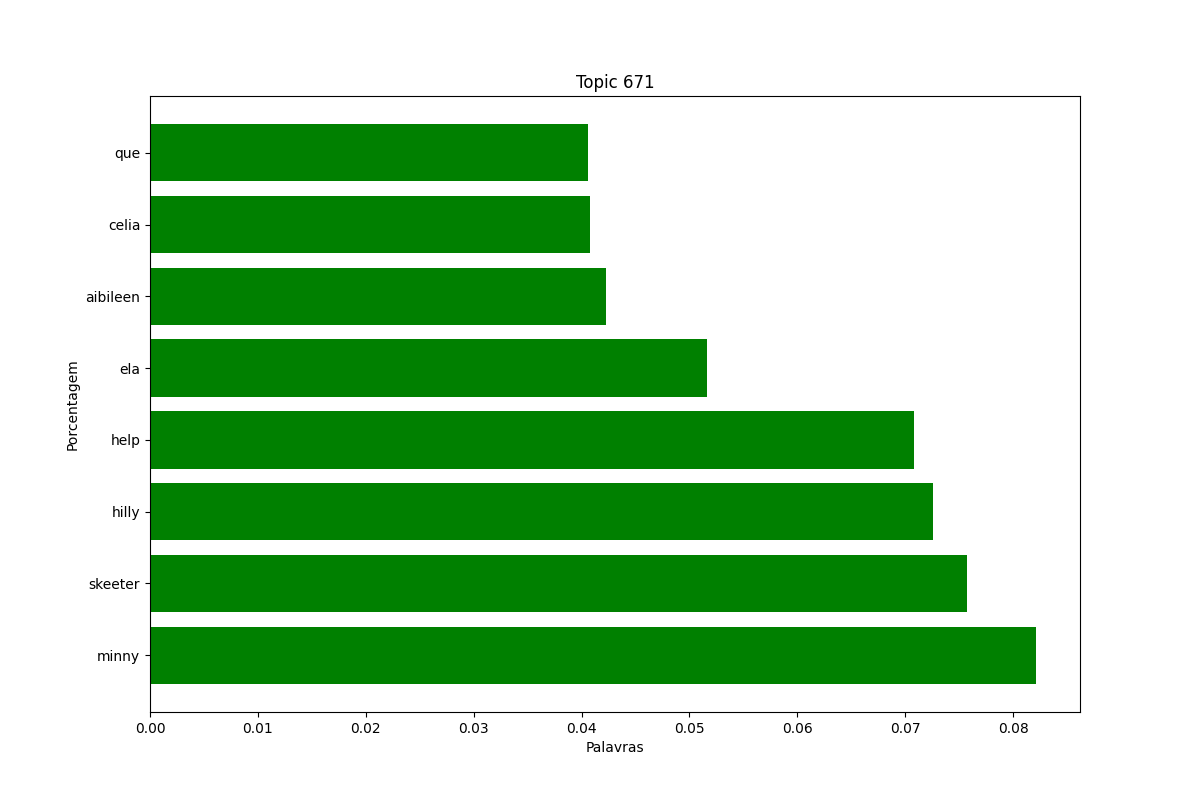 Topic 671
que
celia
aibileen
ela
help
hilly
skeeter
minny
Porcentagem
0.00 0.01 0.02 0.03 0.04 0.05 0.06 0.07 0.08
Palavras